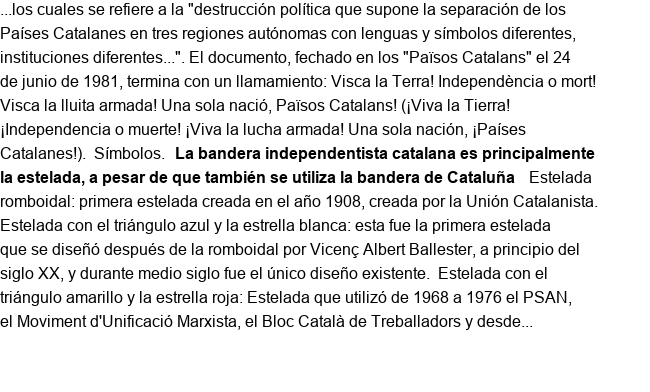 ...los cuales se refiere a la "destrucción política que supone la separación de los
Países Catalanes en tres regiones autónomas con lenguas y símbolos diferentes,
instituciones diferentes...". El documento, fechado en los "Països Catalans" el 24
de junio de 1981, termina con un llamamiento: Visca la Terra! Independència o mort!
Visca la lluita armada! Una sola nació, Països Catalans! (¡Viva la Tierra!
¡Independencia o muerte! ¡Viva la lucha armada! Una sola nación, ¡Países
Catalanes!).  Símbolos.  La bandera independentista catalana es principalmente
la estelada, a pesar de que también se utiliza la bandera de Cataluña   Estelada
romboidal: primera estelada creada en el año 1908, creada por la Unión Catalanista.
Estelada con el triángulo azul y la estrella blanca: esta fue la primera estelada
que se diseñó después de la romboidal por Vicenç Albert Ballester, a principio del
siglo XX, y durante medio siglo fue el único diseño existente.  Estelada con el
triángulo amarillo y la estrella roja: Estelada que utilizó de 1968 a 1976 el PSAN,
el Moviment d'Unificació Marxista, el Bloc Català de Treballadors y desde...